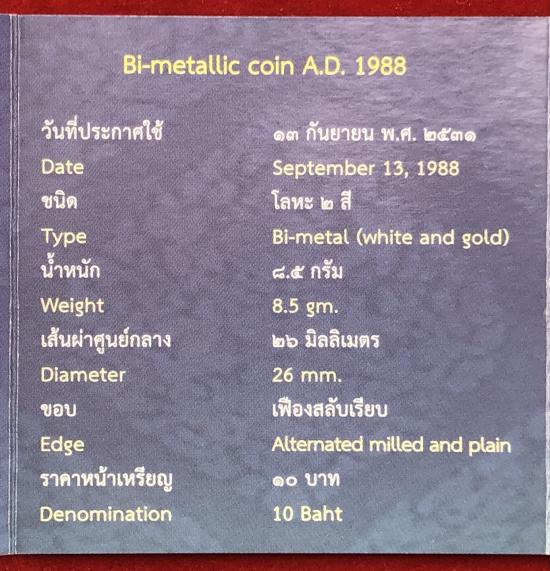 Bi-metallic coin A.D. 1988
วันที่ประกาศใช้ ๑๓ กันยายน พ.ศ. ๒๕๓๑
Date September 13, 1988
ชนิด โลหะ ๒ สี
Type Bi-metal (white and gold)
น้ำหนัก ๘.๕ กรัม
Weight 8.5 gm.
เส้นผ่าศูนย์กลาง ๒๖ มิลลิเมตร
Diameter 26 mm.
ขอบ เฟืองสลับเรียบ
Edge Alternated milled and plain
ราคาหน้าเหรียญ ๑๐ บาท
Denomination 10 Baht